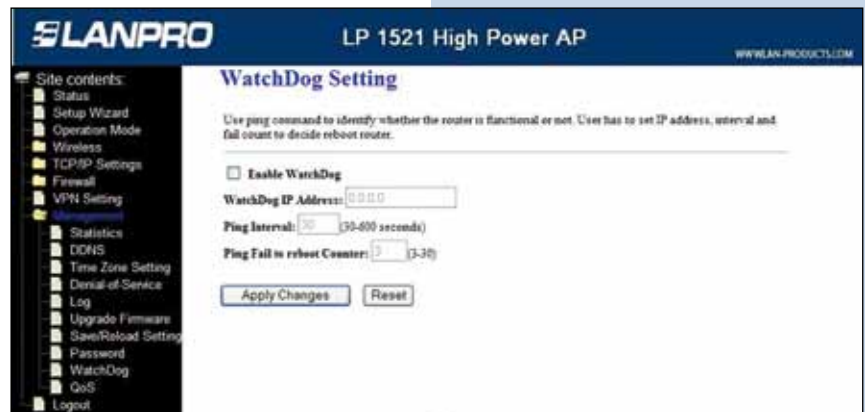 LANPRO
LP 1521 High Power AP
WWW.LAN-PRODUCTS.COM
Site contents:
Status
Setup Wizard
Operation Mode
Wireless
TCP/IP Settings
Firewall
VPN Setting
Management
Statistics
DDNS
Time Zone Setting
Denial-of-Service
Log
Upgrade Firmware
Save/Reload Setting
Password
WatchDog
QoS
Logout
WatchDog Setting
Use ping command to identify whether the router is functional or not. User has to set IP address, interval and
fail count to decide reboot router.
Enable WatchDog
WatchDog IP Address: 0.0.0.0
Ping Interval: 30 (30-600 seconds)
Ping Fail to reboot Counter: 3 (3-30)
Apply Changes Reset